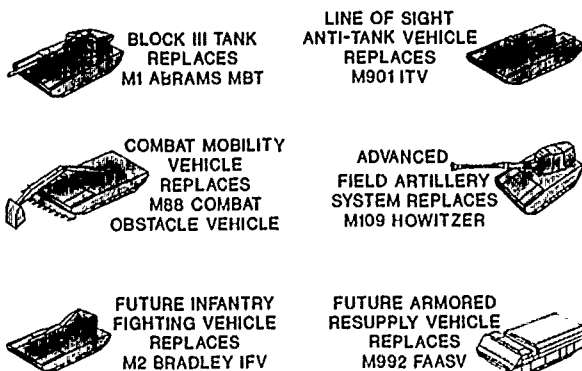 BLOCK III TANK
REPLACES
M1 ABRAMS MBT
LINE OF SIGHT
ANTI-TANK VEHICLE
REPLACES
M901 ITV
COMBAT MOBILITY
VEHICLE
REPLACES
M88 COMBAT
OBSTACLE VEHICLE
ADVANCED
FIELD ARTILLERY
SYSTEM REPLACES
M109 HOWITZER
FUTURE INFANTRY
FIGHTING VEHICLE
REPLACES
M2 BRADLEY IFV
FUTURE ARMORED
RESUPPLY VEHICLE
REPLACES
M992 FAASV